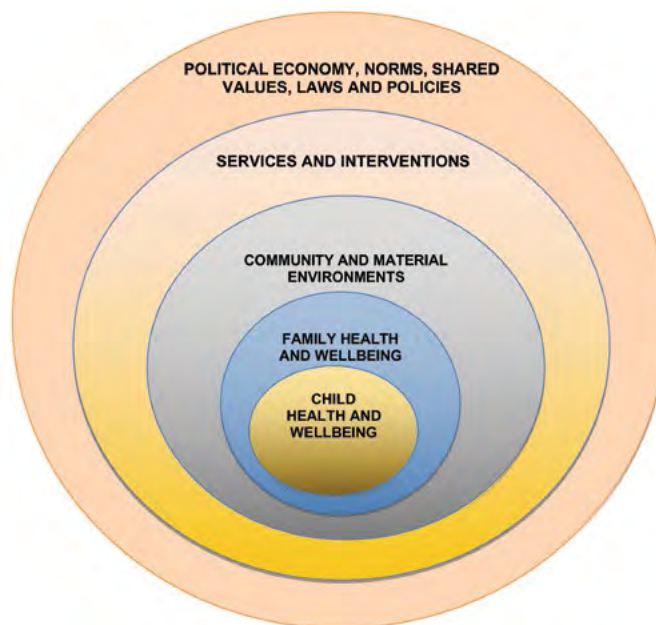 POLITICAL ECONOMY, NORMS, SHARED
VALUES, LAWS AND POLICIES
SERVICES AND INTERVENTIONS
COMMUNITY AND MATERIAL
ENVIRONMENTS
FAMILY HEALTH
AND WELLBEING
CHILD
HEALTH AND
WELLBEING